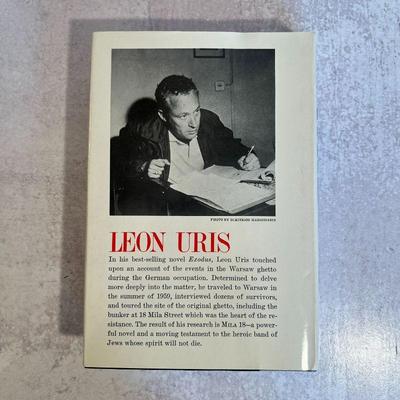 PHOTO BY DIMITRIOS HARISSIADIS
LEON URIS
In his best-selling novel Exodus, Leon Uris touched
upon an account of the events in the Warsaw ghetto
during the German occupation. Determined to delve
more deeply into the matter, he traveled to Warsaw in
the summer of 1959, interviewed dozens of survivors,
and toured the site of the original ghetto, including the
bunker at 18 Mila Street which was the heart of the re-
sistance. The result of his research is MILA 18—a power-
ful novel and a moving testament to the heroic band of
Jews whose spirit will not die.